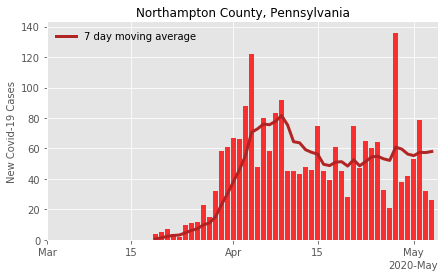 Northampton County, Pennsylvania
7 day moving average
New Covid-19 Cases
140
120
100
80
60
40
20
0
Mar
15
Apr
15
May
2020-May